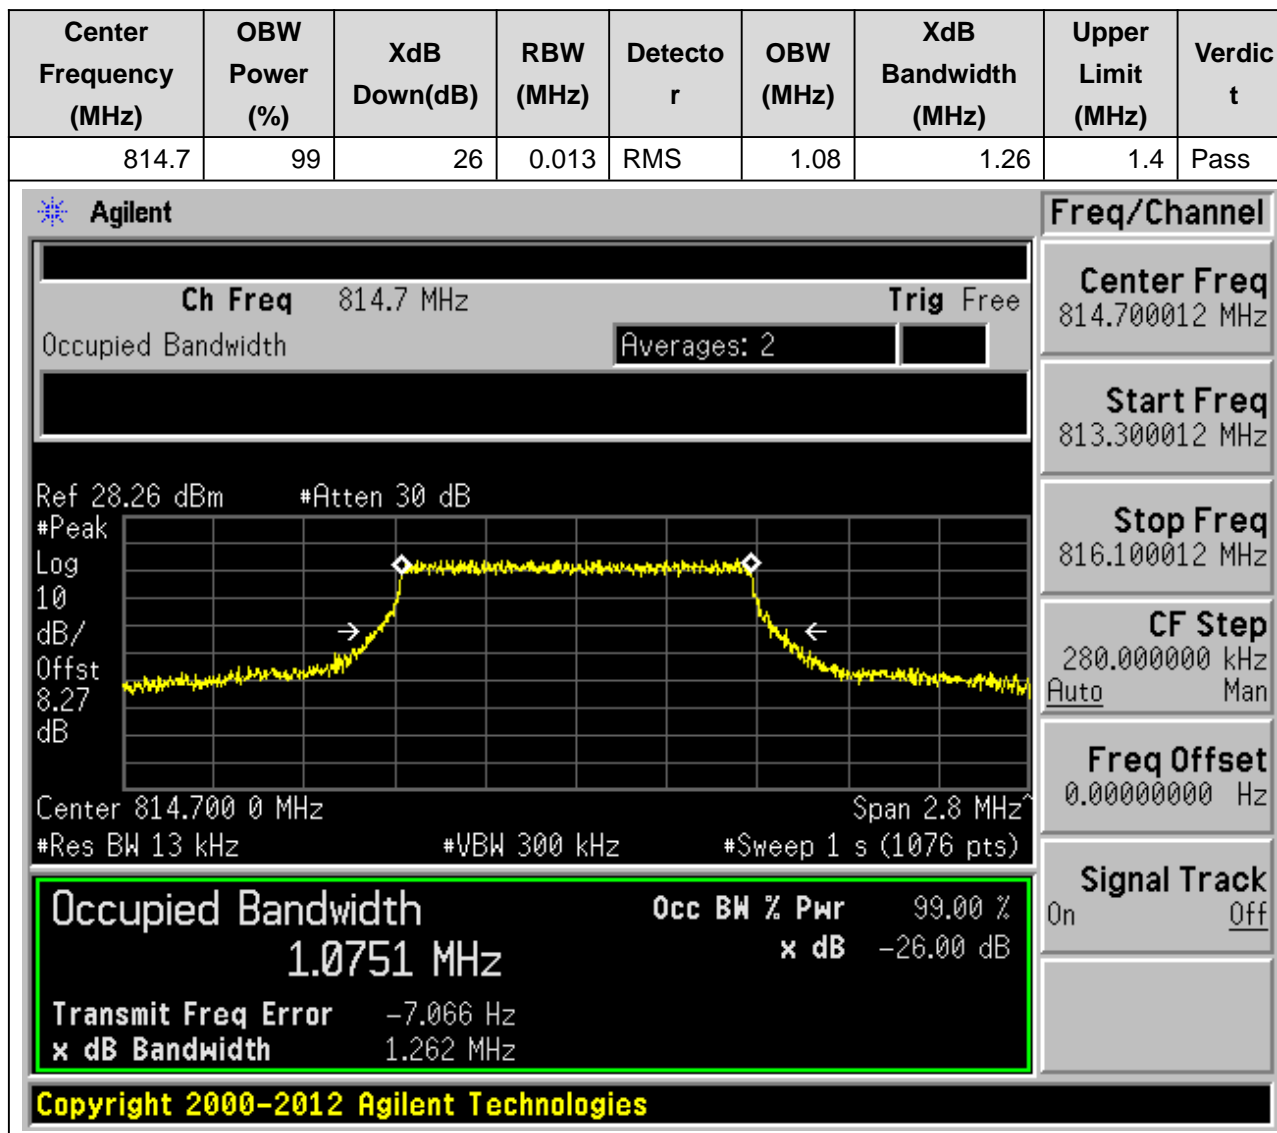 Center Frequency (MHz) OBW Power (%) XdB Down(dB) RBW (MHz) Detecto r OBW (MHz) XdB Bandwidth (MHz) Upper Limit (MHz) Verdic t
814.7 99 26 0.013 RMS 1.08 1.26 1.4 Pass
Agilent
Freq/Channel
Ch Freq 814.7 MHz Trig Free
Occupied Bandwidth Averages: 2
Center Freq
814.700012 MHz
Start Freq
813.300012 MHz
Stop Freq
816.100012 MHz
CF Step
280.000000 kHz
Auto Man
Freq Offset
0.00000000 Hz
Signal Track
On Off
Ref 28.26 dBm #Atten 30 dB
#Peak
Log
10
dB/
Offst
8.27
dB
Center 814.700 0 MHz Span 2.8 MHz^
#Res BW 13 kHz #VBW 300 kHz #Sweep 1 s (1076 pts)
Occupied Bandwidth Occ BW % Pwr 99.00 %
1.0751 MHz x dB -26.00 dB
Transmit Freq Error -7.066 Hz
x dB Bandwidth 1.262 MHz
Copyright 2000-2012 Agilent Technologies